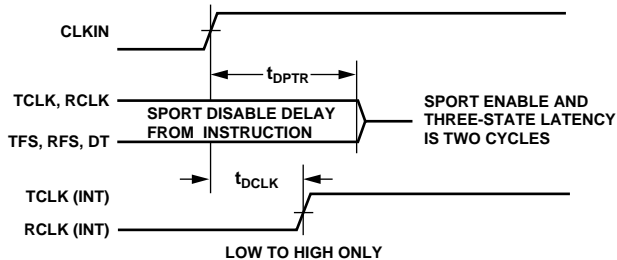 CLKIN
tDPTR
TCLK, RCLK
SPORT DISABLE DELAY
FROM INSTRUCTION
TFS, RFS, DT
SPORT ENABLE AND
THREE-STATE LATENCY
IS TWO CYCLES
tDCLK
TCLK (INT)
RCLK (INT)
LOW TO HIGH ONLY